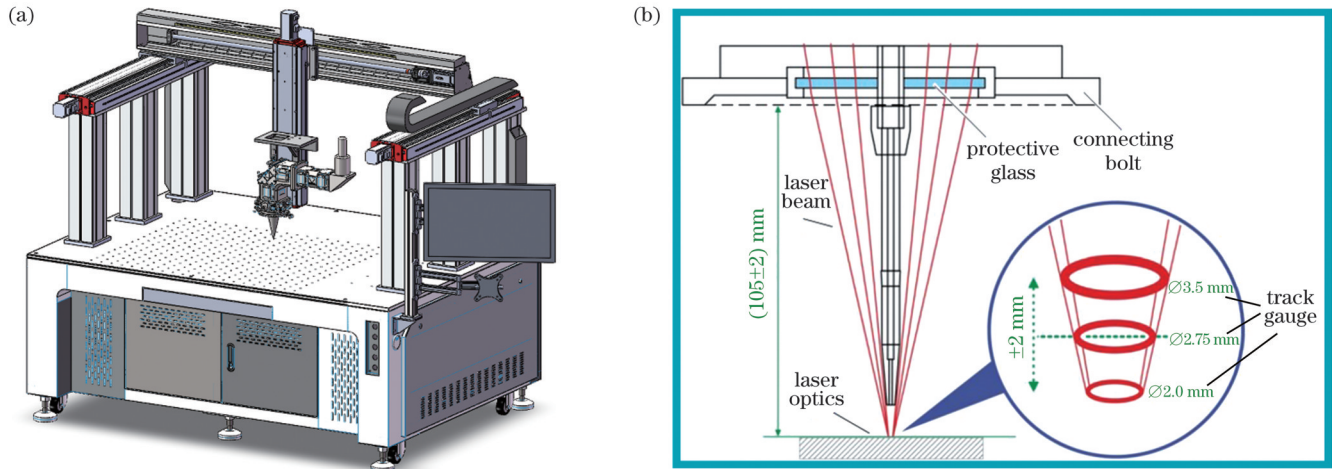 (a)
(b)
protective
glass
connecting
bolt
laser
beam
(105±2) mm
laser
optics
±2 mm
∅3.5 mm
∅2.75 mm
∅2.0 mm
track
gauge